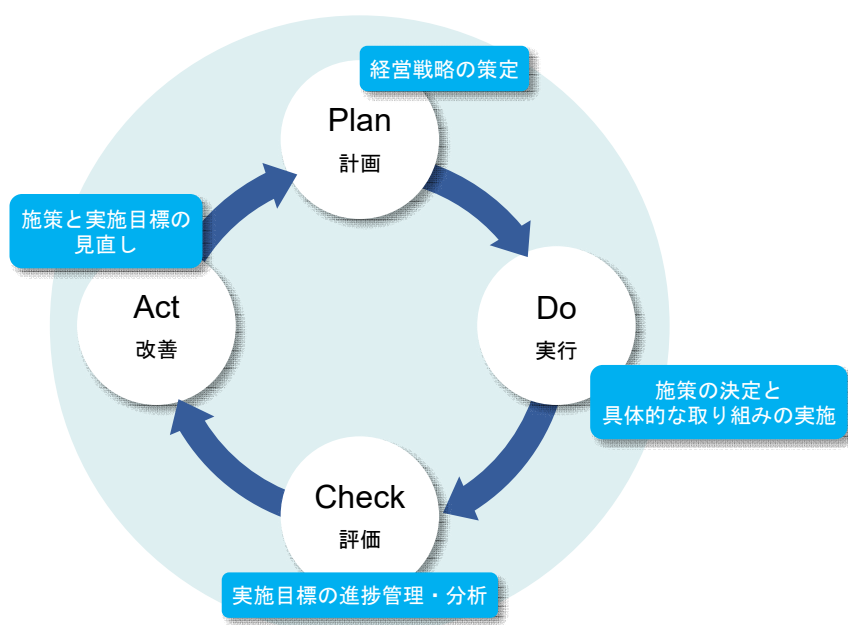 経営戦略の策定
Plan
計画
Do
実行
施策の決定と
具体的な取り組みの実施
Check
評価
実施目標の進捗管理・分析
Act
改善
施策と実施目標の
見直し